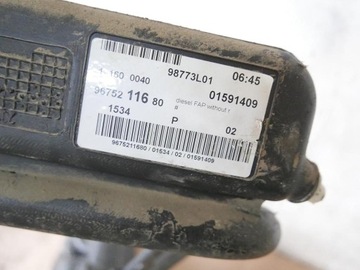 160 0040 98773L01 06:45
01591409
96752 116 80 diesel FAP without r
a
1534 P 02
9675211680 / 01534 / 02 / 01591409